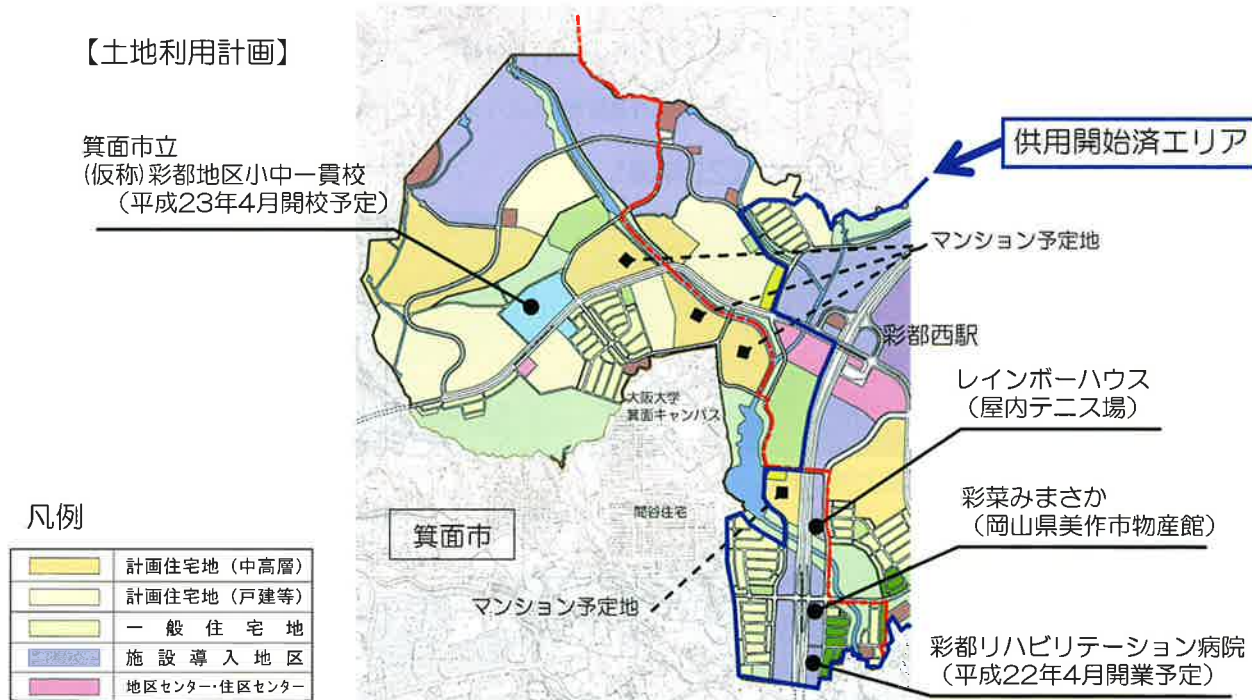 【土地利用計画】
供用開始済エリア
箕面市立
(仮称)彩都地区小中一貫校
(平成23年4月開校予定)
マンション予定地
彩都西駅
レインボーハウス
(屋内テニス場)
大阪大学
箕面キャンパス
彩菜みまさか
(岡山県美作市物産館)
間谷住宅
箕面市
マンション予定地
彩都リハビリテーション病院
(平成22年4月開業予定)
凡例
計画住宅地(中高層)
計画住宅地(戸建等)
一般住宅地
施設導入地区
地区センター・住区センター